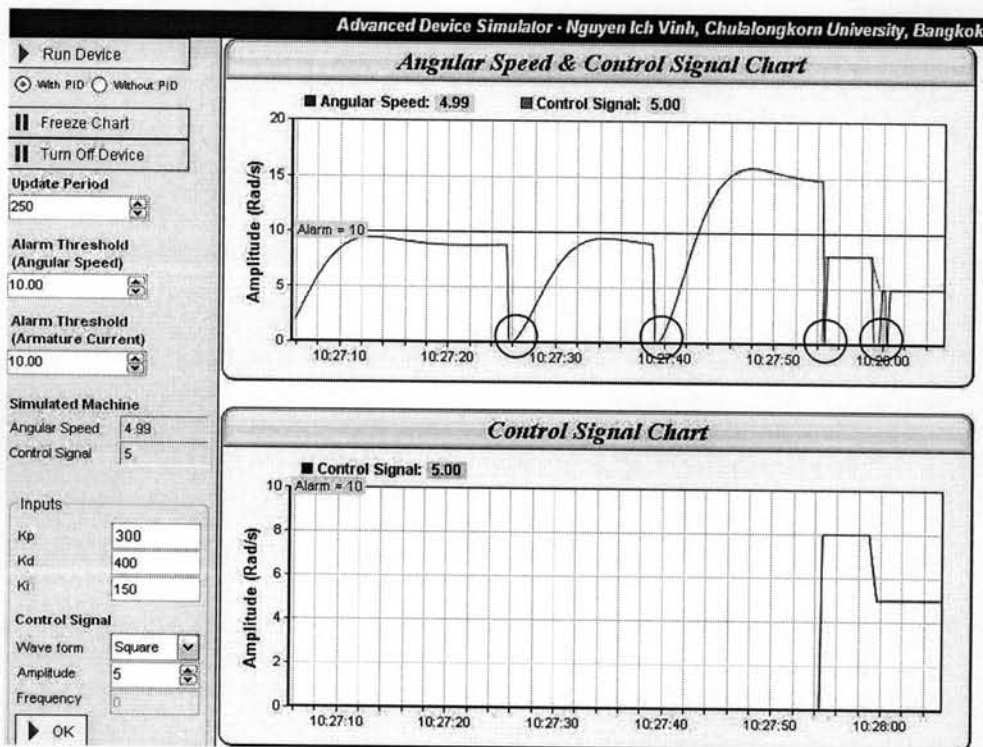 Advanced Device Simulator - Nguyen Ich Vinh, Chulalongkorn University, Bangkok
Run Device
With PID Without PID
Freeze Chart
Turn Off Device
Update Period
250
Alarm Threshold
(Angular Speed)
10.00
Alarm Threshold
(Armature Current)
10.00
Simulated Machine
Angular Speed 4.99
Control Signal 5
Inputs
Kp 300
Kd 400
Ki 150
Control Signal
Wave form Square
Amplitude 5
Frequency 0
OK
Angular Speed & Control Signal Chart
Angular Speed: 4.99 Control Signal: 5.00
Amplitude (Rad/s)
20
15
10
5
0
Alarm = 10
10:27:10 10:27:20 10:27:30 10:27:40 10:27:50 10:28:00
Control Signal Chart
Control Signal: 5.00
Amplitude (Rad/s)
10
8
6
4
2
0
Alarm = 10
10:27:10 10:27:20 10:27:30 10:27:40 10:27:50 10:28:00